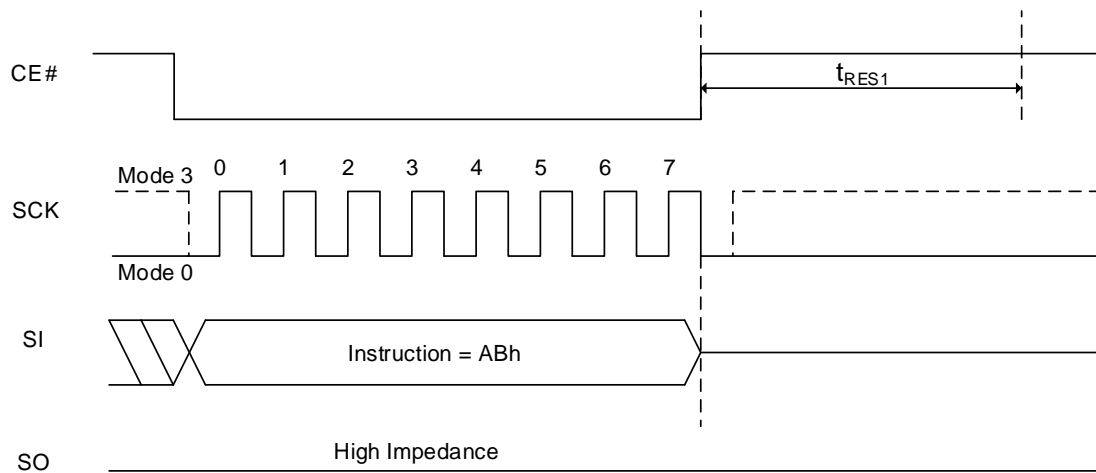 CE#
tRES1
Mode 3
0 1 2 3 4 5 6 7
SCK
Mode 0
SI
Instruction = ABh
High Impedance
SO